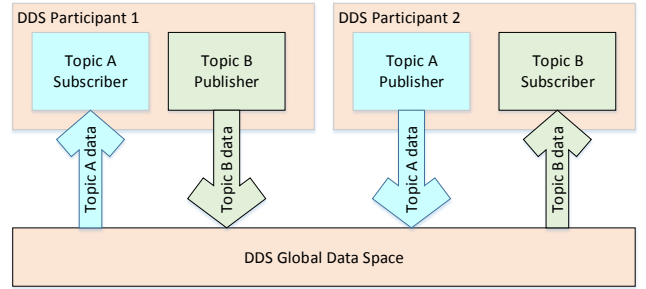 DDS Participant 1
Topic A
Subscriber
Topic B
Publisher
DDS Participant 2
Topic A
Publisher
Topic B
Subscriber
Topic A data
Topic B data
Topic A data
Topic B data
DDS Global Data Space